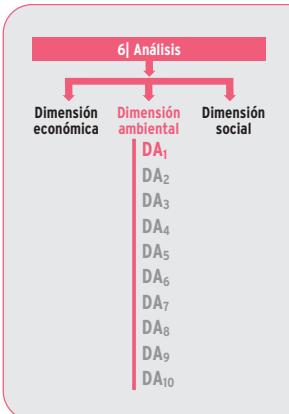 6| Análisis
Dimensión económica
Dimensión ambiental
Dimensión social
DA₁
DA₂
DA₃
DA₄
DA₅
DA₆
DA₇
DA₈
DA₉
DA₁₀